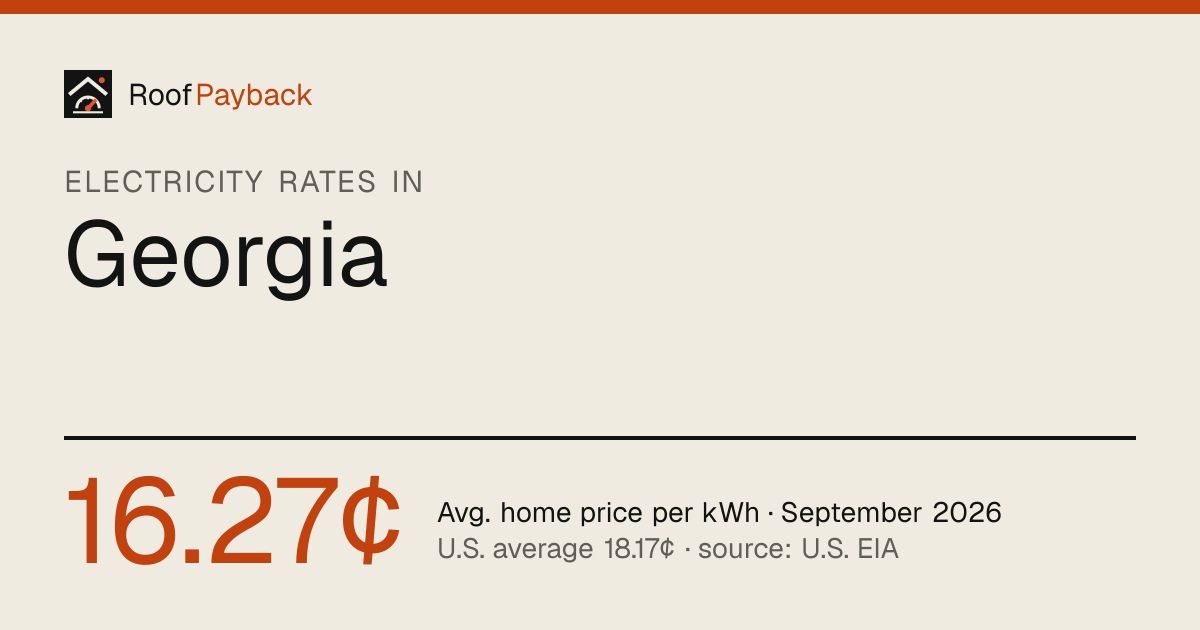 RoofPayback
ELECTRICITY RATES IN
Georgia
16.27¢
Avg. home price per kWh · September 2026
U.S. average 18.17¢ · source: U.S. EIA